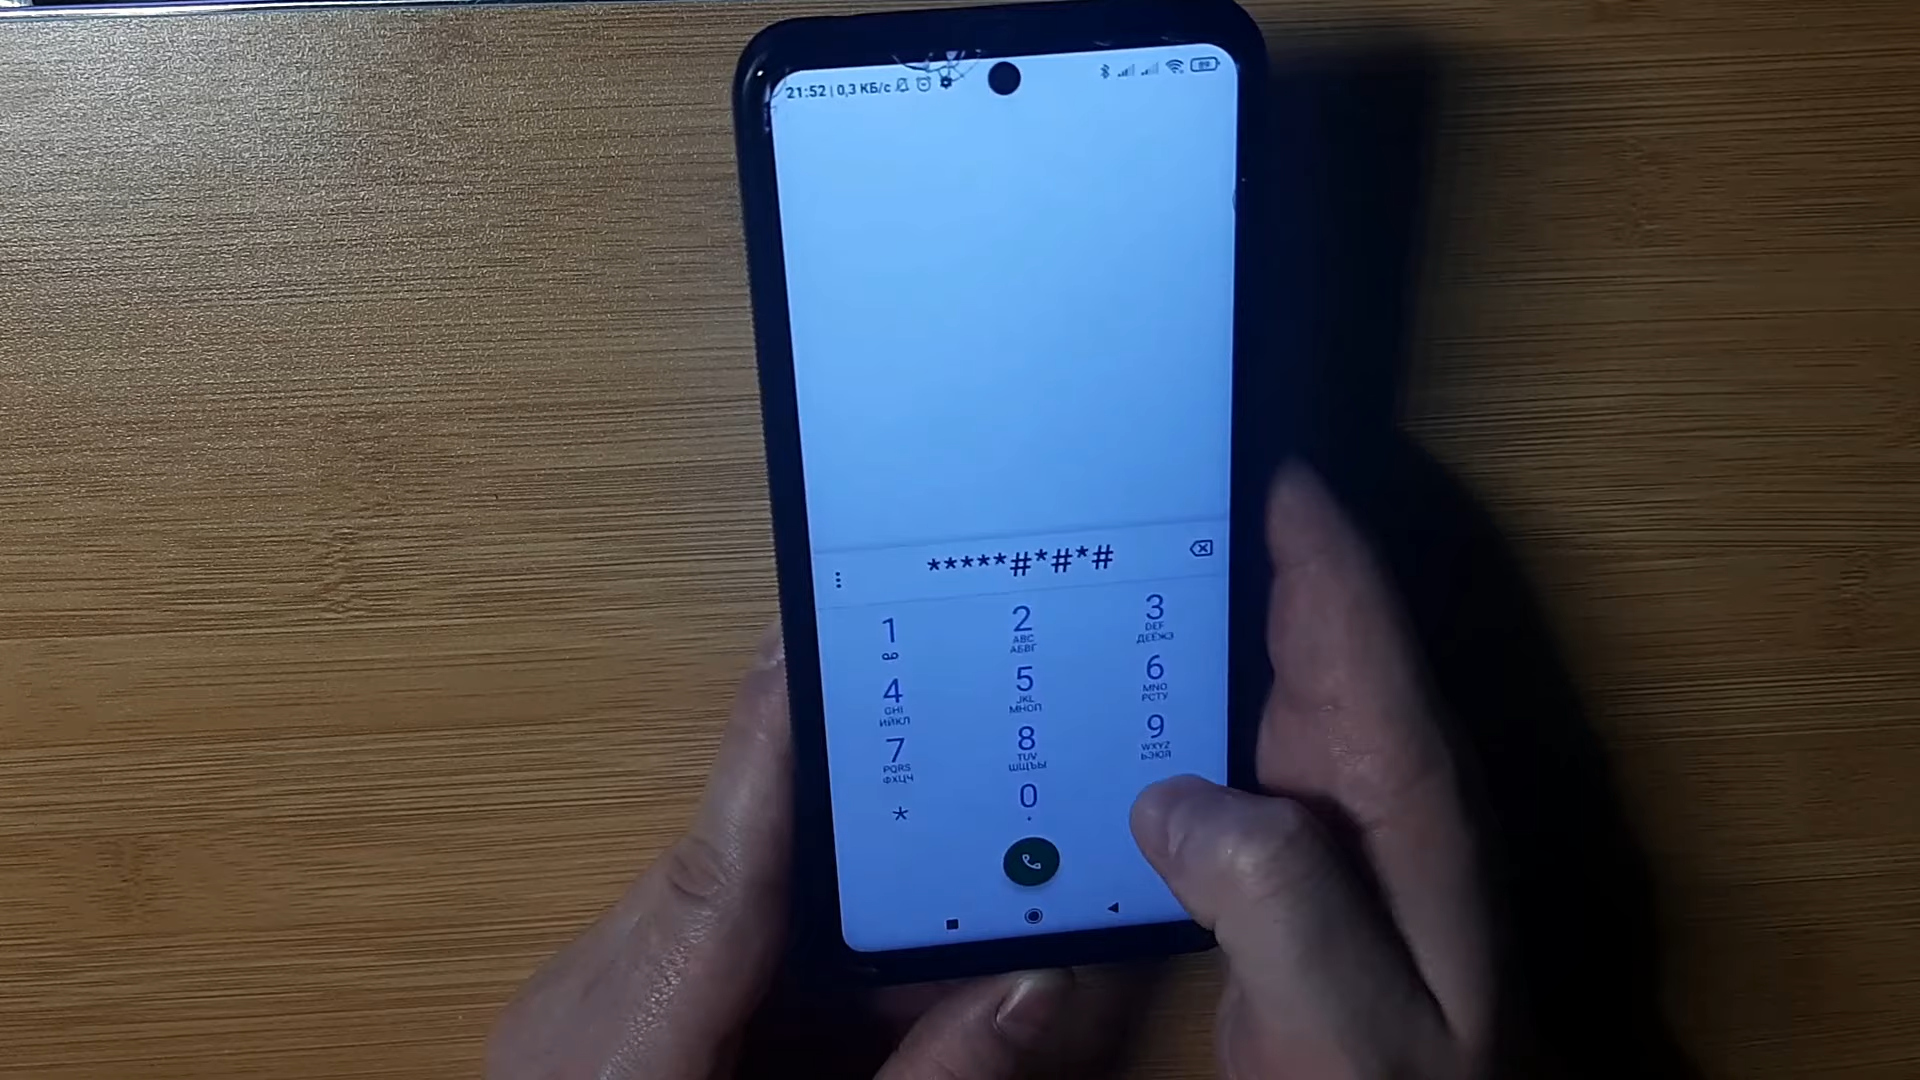 21:52 | 0,3 КБ/с
89
*****#*#*#
1 2 3
ABC DEF
АБВГ ДЕЁЖЗ
4 5 6
GHI JKL MNO
ИЙКЛ МНОП РСТУ
7 8 9
PQRS TUV WXYZ
ФХЦЧ ШЩЪЫ ЬЭЮЯ
* 0